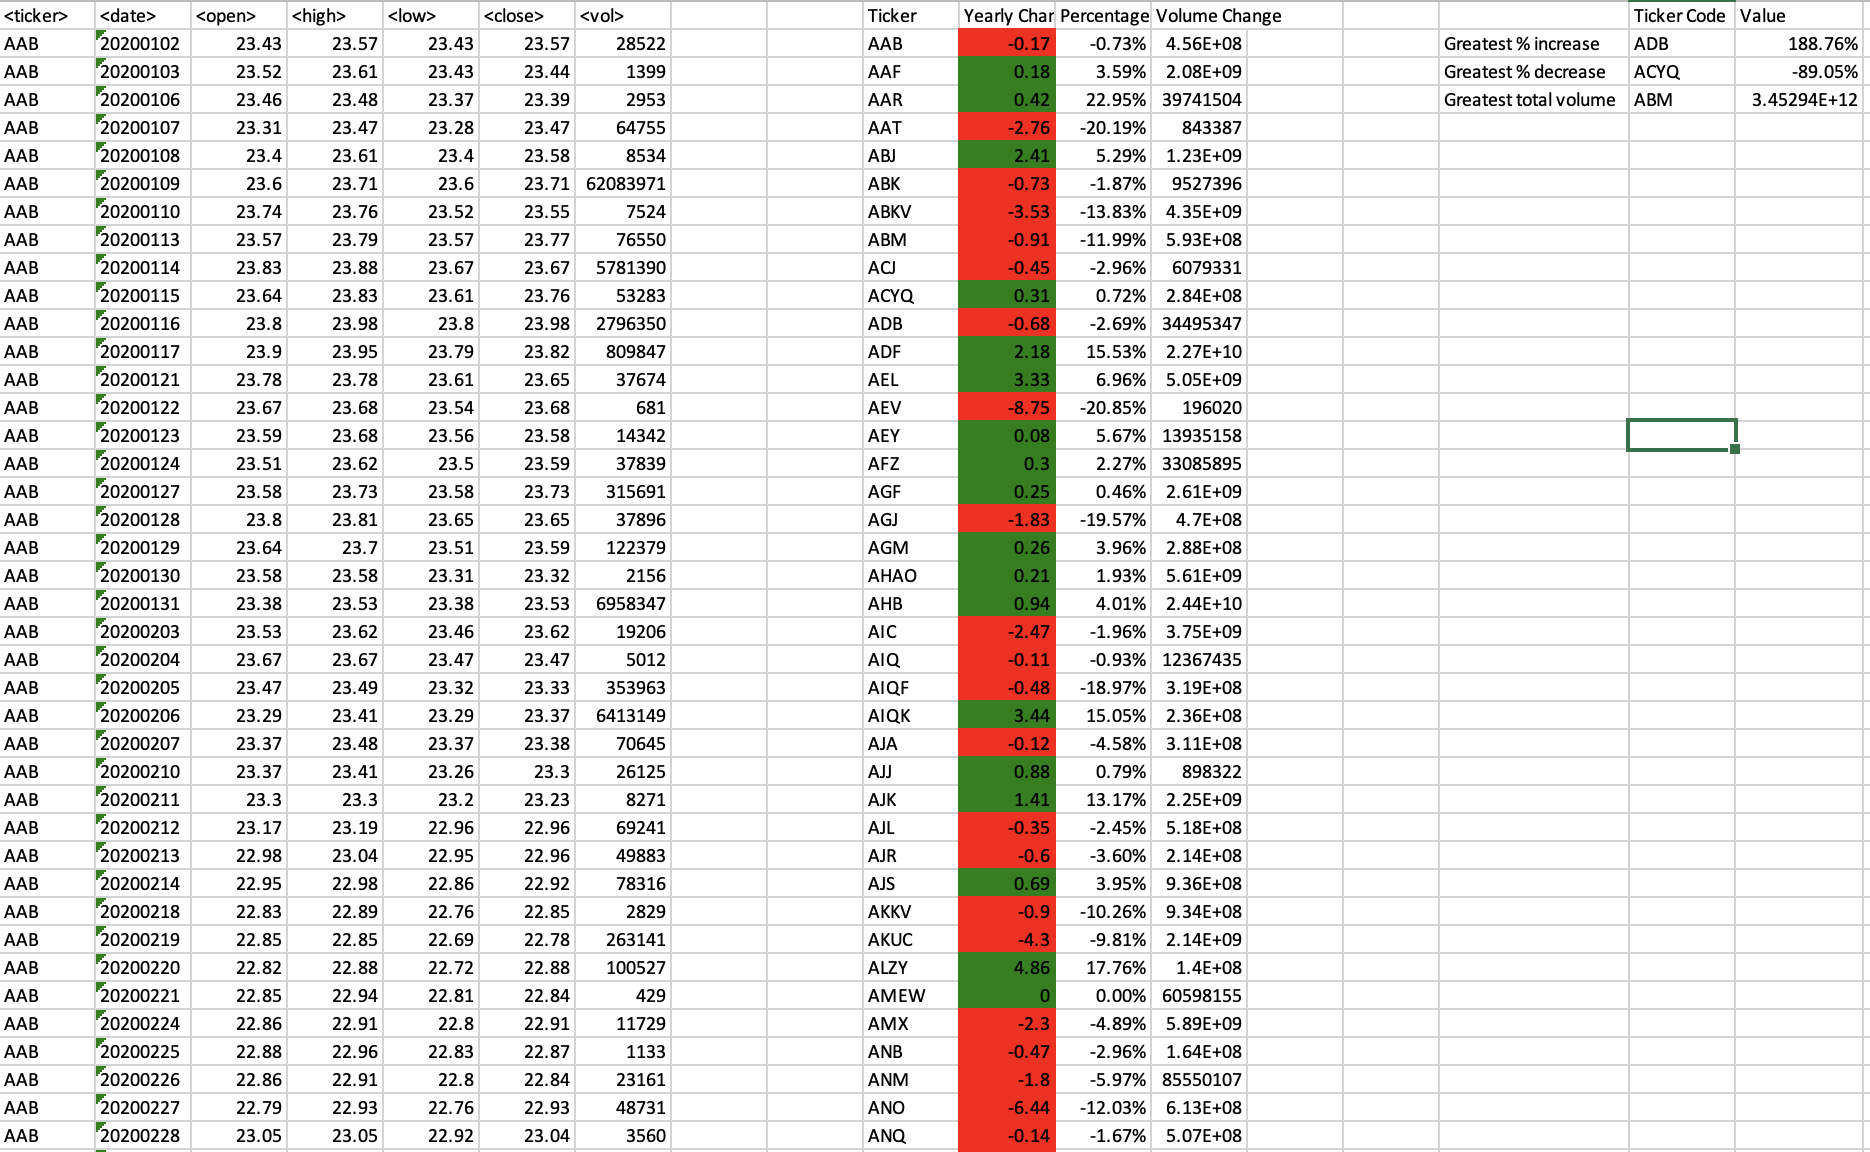 <ticker> <date> <open> <high> <low> <close> <vol> Ticker Yearly Char Percentage Volume Change Ticker Code Value
AAB 20200102 23.43 23.57 23.43 23.57 28522 AAB -0.17 -0.73% 4.56E+08 Greatest % increase ADB 188.76%
AAB 20200103 23.52 23.61 23.43 23.44 1399 AAF 0.18 3.59% 2.08E+09 Greatest % decrease ACYQ -89.05%
AAB 20200106 23.46 23.48 23.37 23.39 2953 AAR 0.42 22.95% 39741504 Greatest total volume ABM 3.45294E+12
AAB 20200107 23.31 23.47 23.28 23.47 64755 AAT -2.76 -20.19% 843387
AAB 20200108 23.4 23.61 23.4 23.58 8534 ABJ 2.41 5.29% 1.23E+09
AAB 20200109 23.6 23.71 23.6 23.71 62083971 ABK -0.73 -1.87% 9527396
AAB 20200110 23.74 23.76 23.52 23.55 7524 ABKV -3.53 -13.83% 4.35E+09
AAB 20200113 23.57 23.79 23.57 23.77 76550 ABM -0.91 -11.99% 5.93E+08
AAB 20200114 23.83 23.88 23.67 23.67 5781390 ACJ -0.45 -2.96% 6079331
AAB 20200115 23.64 23.83 23.61 23.76 53283 ACYQ 0.31 0.72% 2.84E+08
AAB 20200116 23.8 23.98 23.8 23.98 2796350 ADB -0.68 -2.69% 34495347
AAB 20200117 23.9 23.95 23.79 23.82 809847 ADF 2.18 15.53% 2.27E+10
AAB 20200121 23.78 23.78 23.61 23.65 37674 AEL 3.33 6.96% 5.05E+09
AAB 20200122 23.67 23.68 23.54 23.68 681 AEV -8.75 -20.85% 196020
AAB 20200123 23.59 23.68 23.56 23.58 14342 AEY 0.08 5.67% 13935158
AAB 20200124 23.51 23.62 23.5 23.59 37839 AFZ 0.3 2.27% 33085895
AAB 20200127 23.58 23.73 23.58 23.73 315691 AGF 0.25 0.46% 2.61E+09
AAB 20200128 23.8 23.81 23.65 23.65 37896 AGJ -1.83 -19.57% 4.7E+08
AAB 20200129 23.64 23.7 23.51 23.59 122379 AGM 0.26 3.96% 2.88E+08
AAB 20200130 23.58 23.58 23.31 23.32 2156 AHAO 0.21 1.93% 5.61E+09
AAB 20200131 23.38 23.53 23.38 23.53 6958347 AHB 0.94 4.01% 2.44E+10
AAB 20200203 23.53 23.62 23.46 23.62 19206 AIC -2.47 -1.96% 3.75E+09
AAB 20200204 23.67 23.67 23.47 23.47 5012 AIQ -0.11 -0.93% 12367435
AAB 20200205 23.47 23.49 23.32 23.33 353963 AIQF -0.48 -18.97% 3.19E+08
AAB 20200206 23.29 23.41 23.29 23.37 6413149 AIQK 3.44 15.05% 2.36E+08
AAB 20200207 23.37 23.48 23.37 23.38 70645 AJA -0.12 -4.58% 3.11E+08
AAB 20200210 23.37 23.41 23.26 23.3 26125 AJJ 0.88 0.79% 898322
AAB 20200211 23.3 23.3 23.2 23.23 8271 AJK 1.41 13.17% 2.25E+09
AAB 20200212 23.17 23.19 22.96 22.96 69241 AJL -0.35 -2.45% 5.18E+08
AAB 20200213 22.98 23.04 22.95 22.96 49883 AJR -0.6 -3.60% 2.14E+08
AAB 20200214 22.95 22.98 22.86 22.92 78316 AJS 0.69 3.95% 9.36E+08
AAB 20200218 22.83 22.89 22.76 22.85 2829 AKKV -0.9 -10.26% 9.34E+08
AAB 20200219 22.85 22.85 22.69 22.78 263141 AKUC -4.3 -9.81% 2.14E+09
AAB 20200220 22.82 22.88 22.72 22.88 100527 ALZY 4.86 17.76% 1.4E+08
AAB 20200221 22.85 22.94 22.81 22.84 429 AMEW 0 0.00% 60598155
AAB 20200224 22.86 22.91 22.8 22.91 11729 AMX -2.3 -4.89% 5.89E+09
AAB 20200225 22.88 22.96 22.83 22.87 1133 ANB -0.47 -2.96% 1.64E+08
AAB 20200226 22.86 22.91 22.8 22.84 23161 ANM -1.8 -5.97% 85550107
AAB 20200227 22.79 22.93 22.76 22.93 48731 ANO -6.44 -12.03% 6.13E+08
AAB 20200228 23.05 23.05 22.92 23.04 3560 ANQ -0.14 -1.67% 5.07E+08